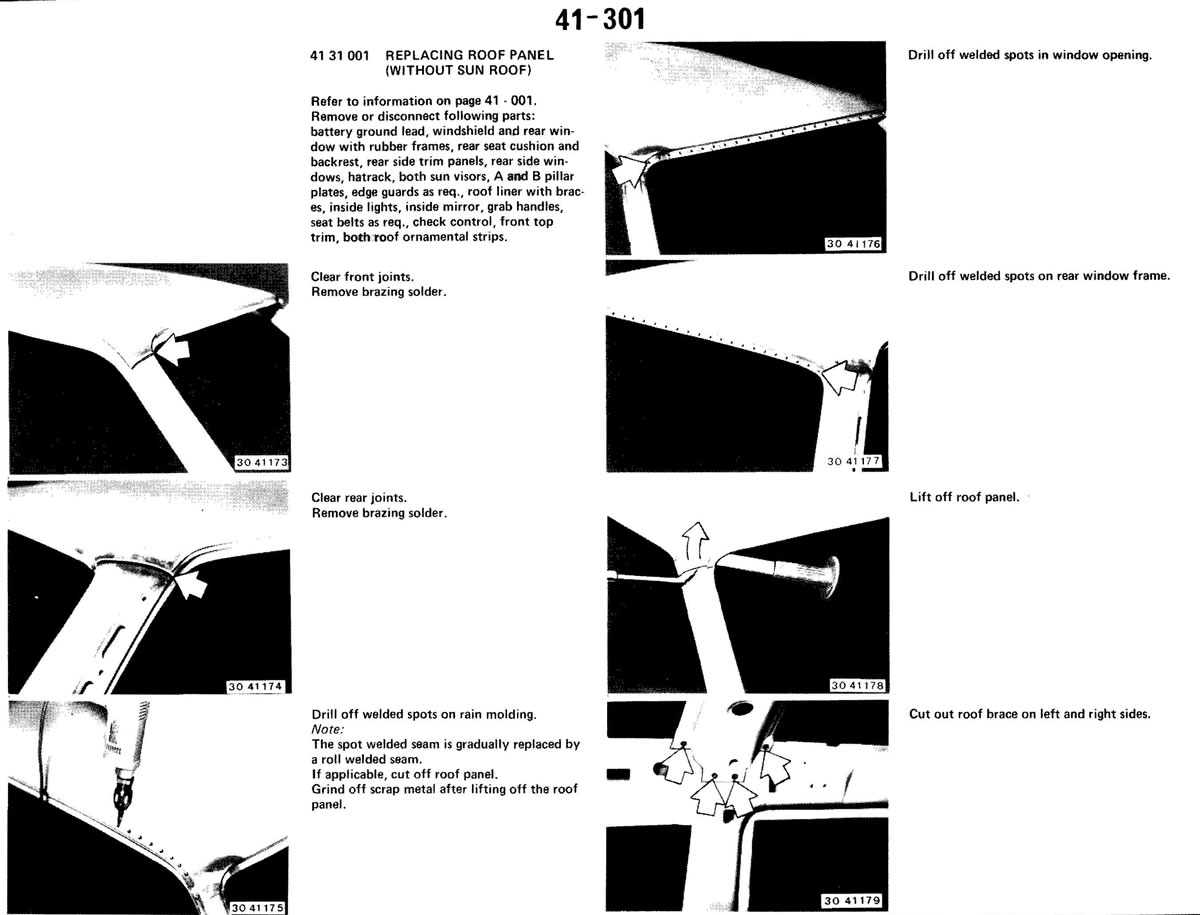 41-301
41 31 001 REPLACING ROOF PANEL
(WITHOUT SUN ROOF)
Refer to information on page 41 - 001.
Remove or disconnect following parts:
battery ground lead, windshield and rear win-
dow with rubber frames, rear seat cushion and
backrest, rear side trim panels, rear side win-
dows, hatrack, both sun visors, A and B pillar
plates, edge guards as req., roof liner with brac-
es, inside lights, inside mirror, grab handles,
seat belts as req., check control, front top
trim, both roof ornamental strips.
Clear front joints.
Remove brazing solder.
30 41173
Clear rear joints.
Remove brazing solder.
30 41174
Drill off welded spots on rain molding.
Note:
The spot welded seam is gradually replaced by
a roll welded seam.
If applicable, cut off roof panel.
Grind off scrap metal after lifting off the roof
panel.
30 41175
Drill off welded spots in window opening.
30 41176
Drill off welded spots on rear window frame.
30 41177
Lift off roof panel.
30 41178
Cut out roof brace on left and right sides.
30 41179